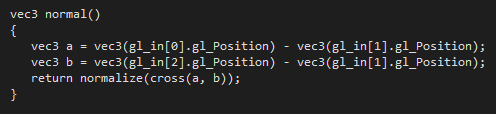 vec3 normal()
{
   vec3 a = vec3(gl_in[0].gl_Position) - vec3(gl_in[1].gl_Position);
   vec3 b = vec3(gl_in[2].gl_Position) - vec3(gl_in[1].gl_Position);
   return normalize(cross(a, b));
}